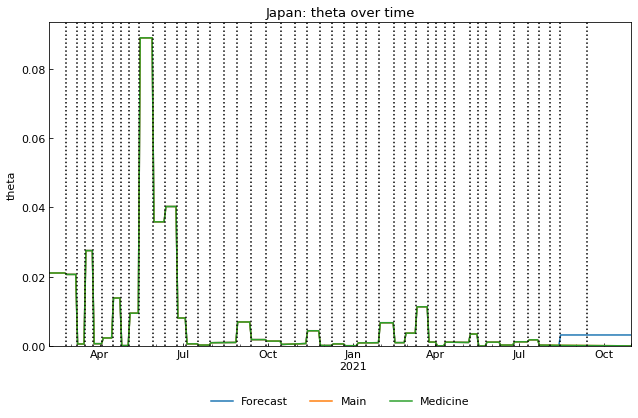 Japan: theta over time
theta
0.08
0.06
0.04
0.02
0.00
Apr Jul Oct Jan Apr Jul Oct
2021
Forecast Main Medicine